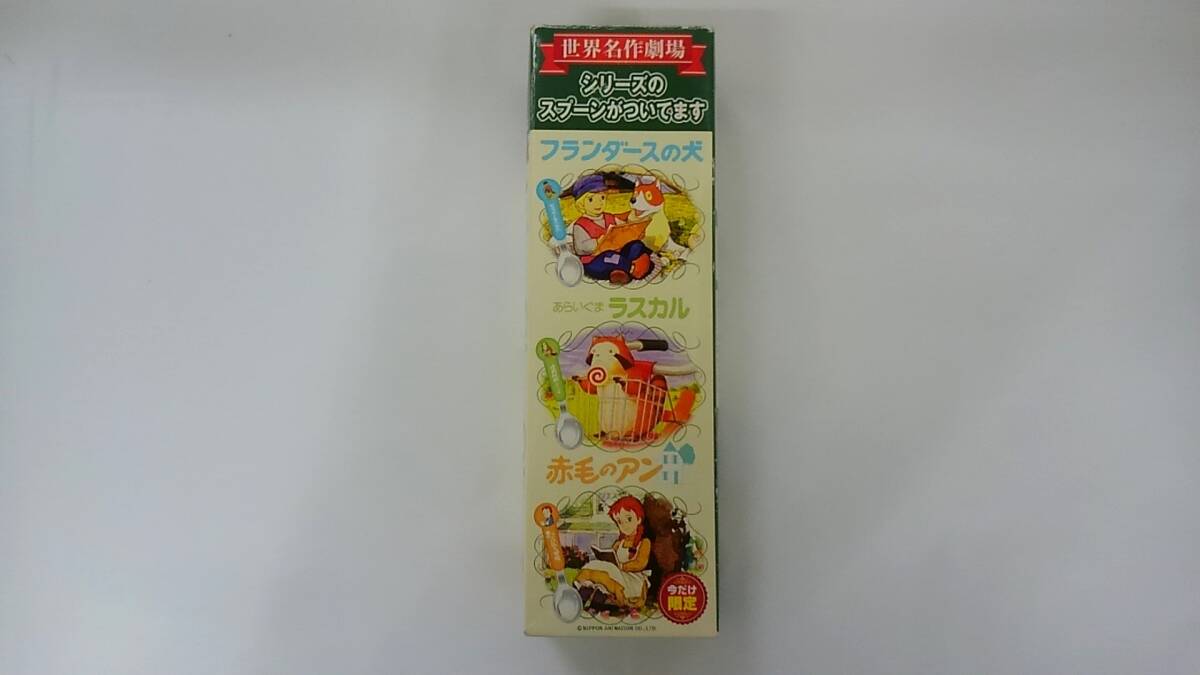 世界名作劇場
シリーズの
スプーンがついてます
フランダースの犬
あらいぐま ラスカル
赤毛のアン
今だけ
限定
©NIPPON ANIMATION CO.,LTD.